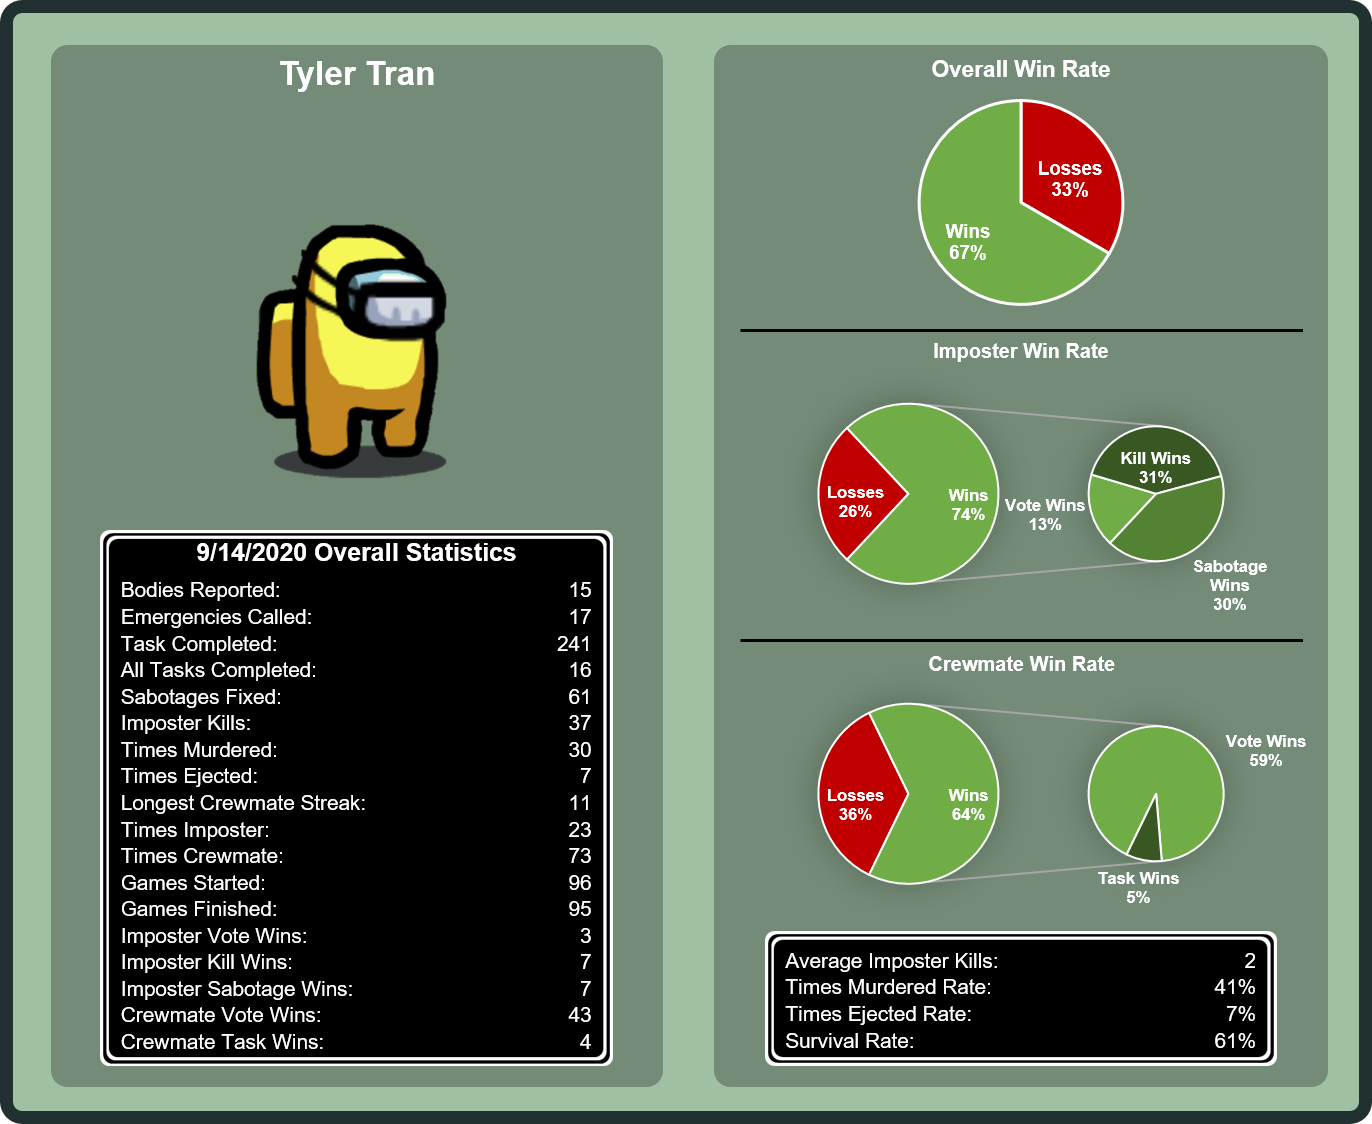 Tyler Tran
9/14/2020 Overall Statistics
Bodies Reported: 15
Emergencies Called: 17
Task Completed: 241
All Tasks Completed: 16
Sabotages Fixed: 61
Imposter Kills: 37
Times Murdered: 30
Times Ejected: 7
Longest Crewmate Streak: 11
Times Imposter: 23
Times Crewmate: 73
Games Started: 96
Games Finished: 95
Imposter Vote Wins: 3
Imposter Kill Wins: 7
Imposter Sabotage Wins: 7
Crewmate Vote Wins: 43
Crewmate Task Wins: 4
Overall Win Rate
Losses
33%
Wins
67%
Imposter Win Rate
Losses
26%
Wins
74%
Vote Wins
13%
Kill Wins
31%
Sabotage
Wins
30%
Crewmate Win Rate
Losses
36%
Wins
64%
Vote Wins
59%
Task Wins
5%
Average Imposter Kills: 2
Times Murdered Rate: 41%
Times Ejected Rate: 7%
Survival Rate: 61%